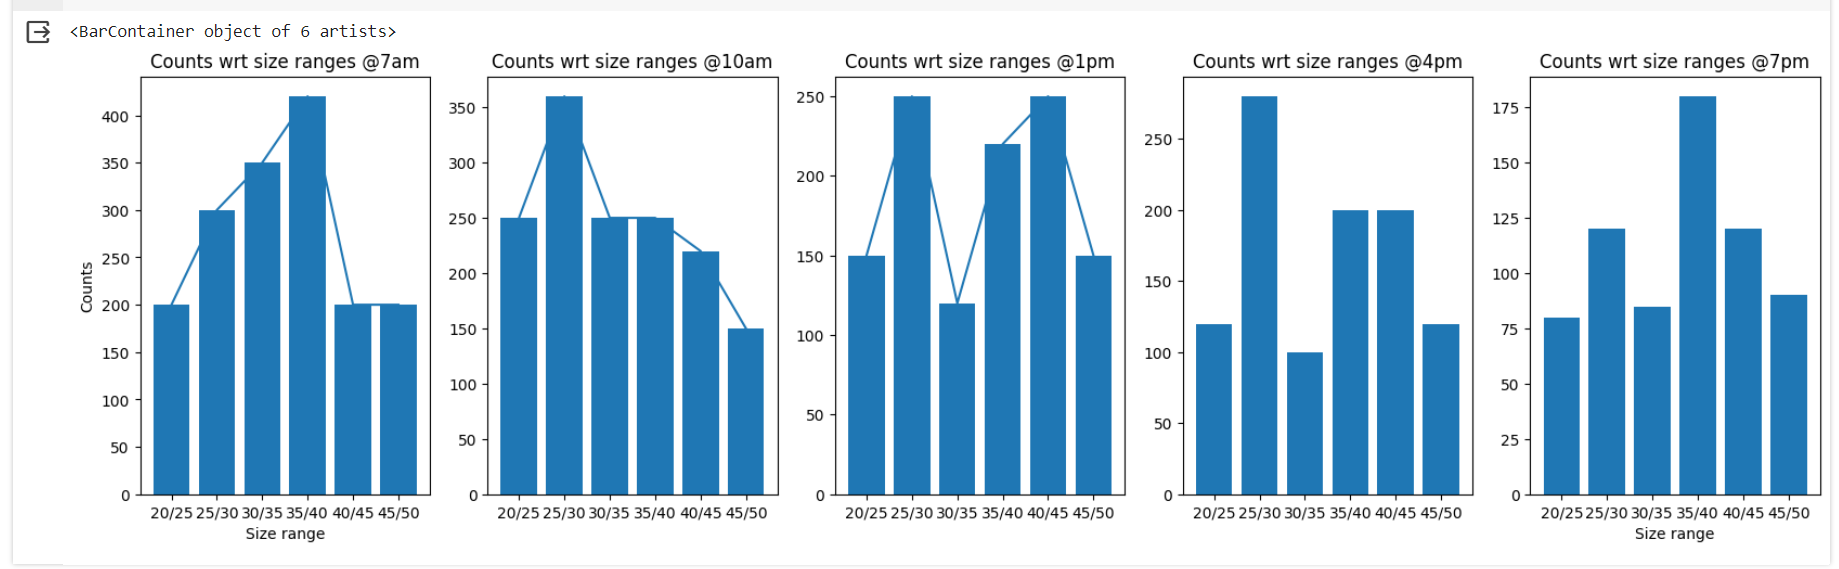 <BarContainer object of 6 artists>
Counts wrt size ranges @7am
400
350
300
250
200
150
100
50
0
Counts
20/25 25/30 30/35 35/40 40/45 45/50
Size range
Counts wrt size ranges @10am
350
300
250
200
150
100
50
0
20/25 25/30 30/35 35/40 40/45 45/50
Counts wrt size ranges @1pm
250
200
150
100
50
0
20/25 25/30 30/35 35/40 40/45 45/50
Counts wrt size ranges @4pm
250
200
150
100
50
0
20/25 25/30 30/35 35/40 40/45 45/50
Counts wrt size ranges @7pm
175
150
125
100
75
50
25
0
20/25 25/30 30/35 35/40 40/45 45/50
Size range